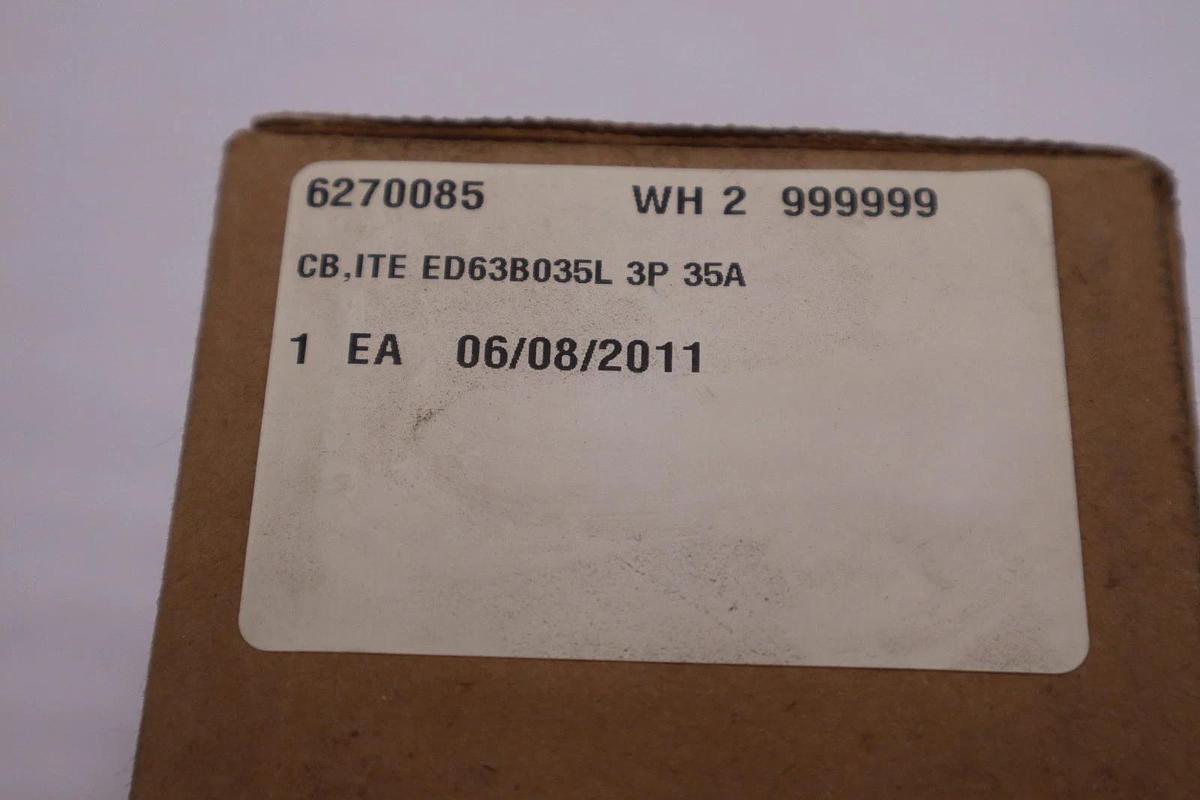 6270085 WH 2 999999
CB,ITE ED63B035L 3P 35A
1 EA 06/08/2011